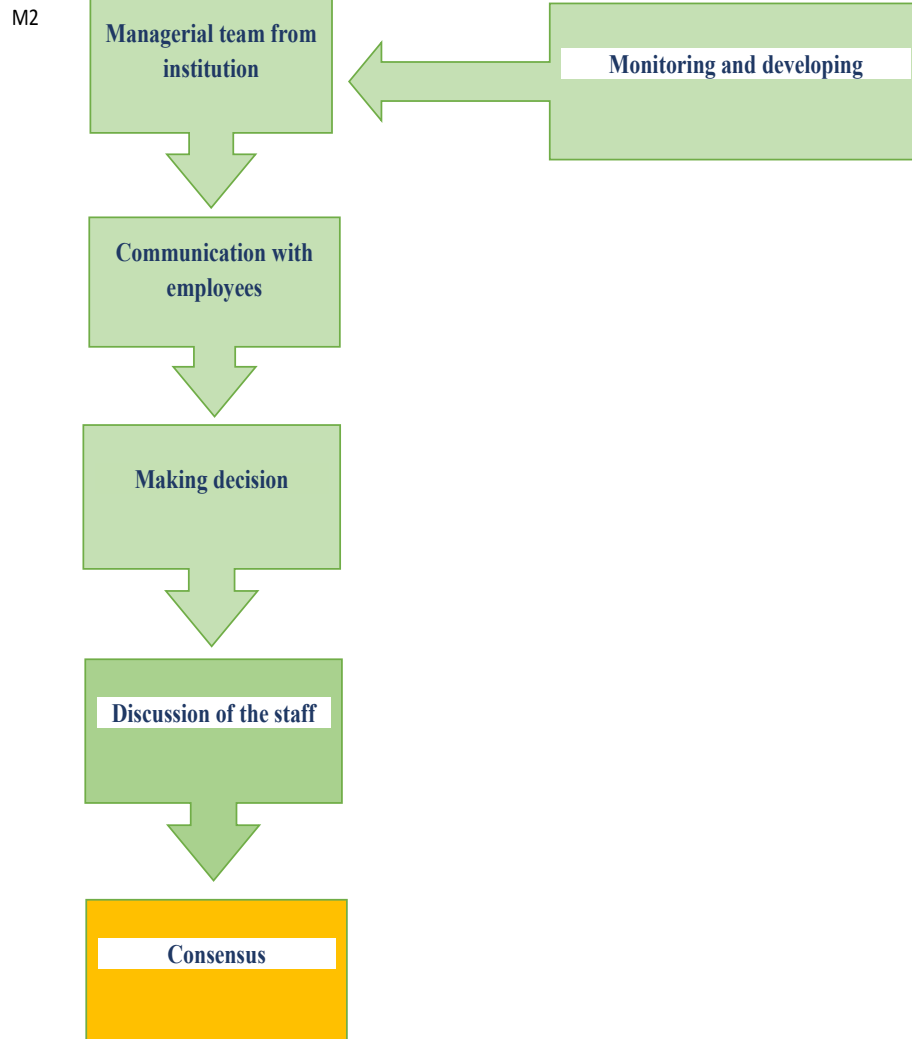 M2
Managerial team from
institution
Monitoring and developing
Communication with
employees
Making decision
Discussion of the staff
Consensus